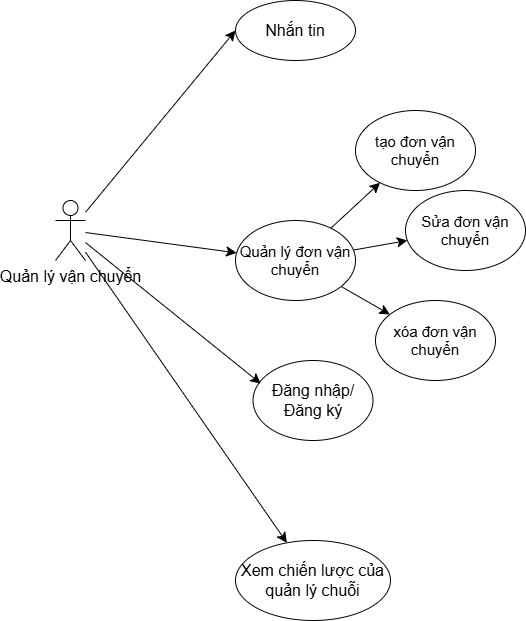 Nhắn tin
tạo đơn vận
chuyển
Sửa đơn vận
chuyển
Quản lý đơn vận
chuyển
Quản lý vận chuyển
xóa đơn vận
chuyển
Đăng nhập/
Đăng ký
Xem chiến lược của
quản lý chuỗi